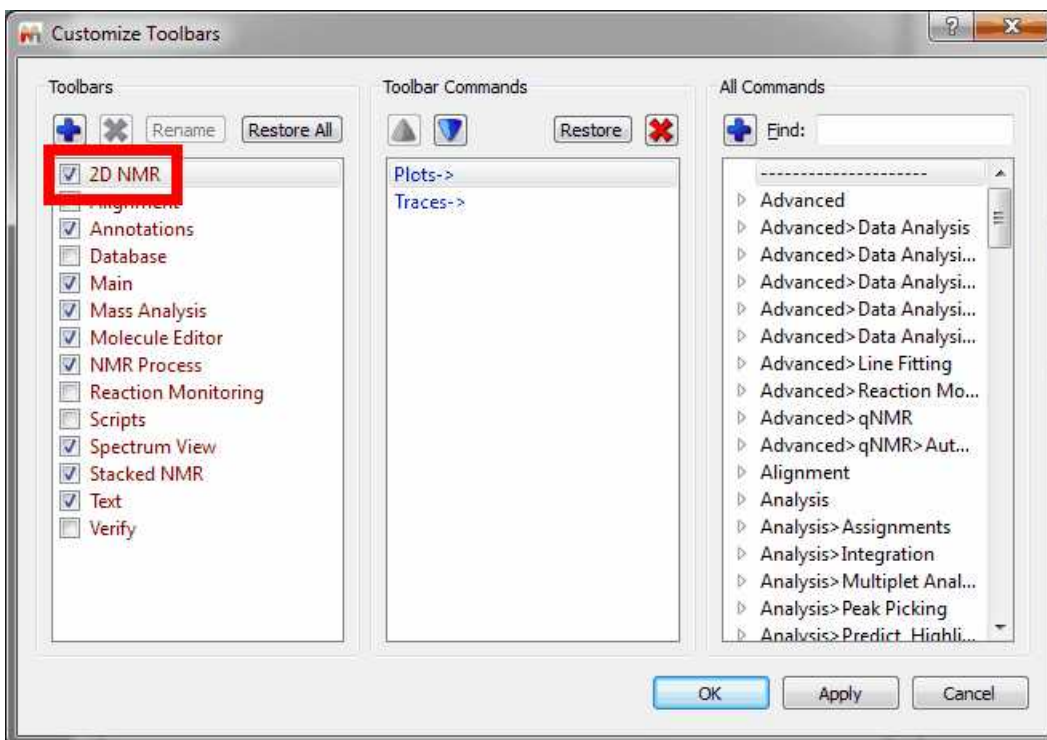 Customize Toolbars
Toolbars
Rename
Restore All
2D NMR
Alignment
Annotations
Database
Main
Mass Analysis
Molecule Editor
NMR Process
Reaction Monitoring
Scripts
Spectrum View
Stacked NMR
Text
Verify
Toolbar Commands
Restore
Plots->
Traces->
All Commands
Find:
---------------------
Advanced
Advanced>Data Analysis
Advanced>Data Analysi...
Advanced>Data Analysi...
Advanced>Data Analysi...
Advanced>Data Analysi...
Advanced>Line Fitting
Advanced>Reaction Mo...
Advanced>qNMR
Advanced>qNMR>Aut...
Alignment
Analysis
Analysis>Assignments
Analysis>Integration
Analysis>Multiplet Anal...
Analysis>Peak Picking
Analysis>Predict Highli...
OK
Apply
Cancel